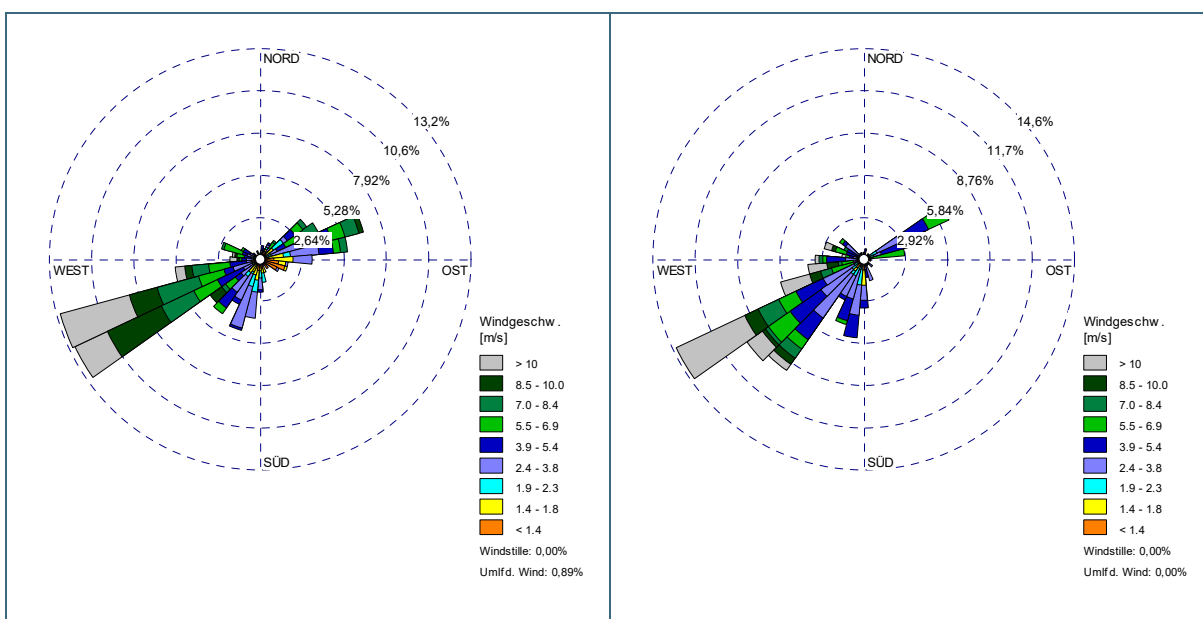 NORD
13,2%
10,6%
7,92%
5,28%
2,64%
WEST
OST
SÜD
Windgeschw.
[m/s]
> 10
8.5 - 10.0
7.0 - 8.4
5.5 - 6.9
3.9 - 5.4
2.4 - 3.8
1.9 - 2.3
1.4 - 1.8
< 1.4
Windstille: 0,00%
Umlfd. Wind: 0,89%
NORD
14,6%
11,7%
8,76%
5,84%
2,92%
WEST
OST
SÜD
Windgeschw.
[m/s]
> 10
8.5 - 10.0
7.0 - 8.4
5.5 - 6.9
3.9 - 5.4
2.4 - 3.8
1.9 - 2.3
1.4 - 1.8
< 1.4
Windstille: 0,00%
Umlfd. Wind: 0,00%